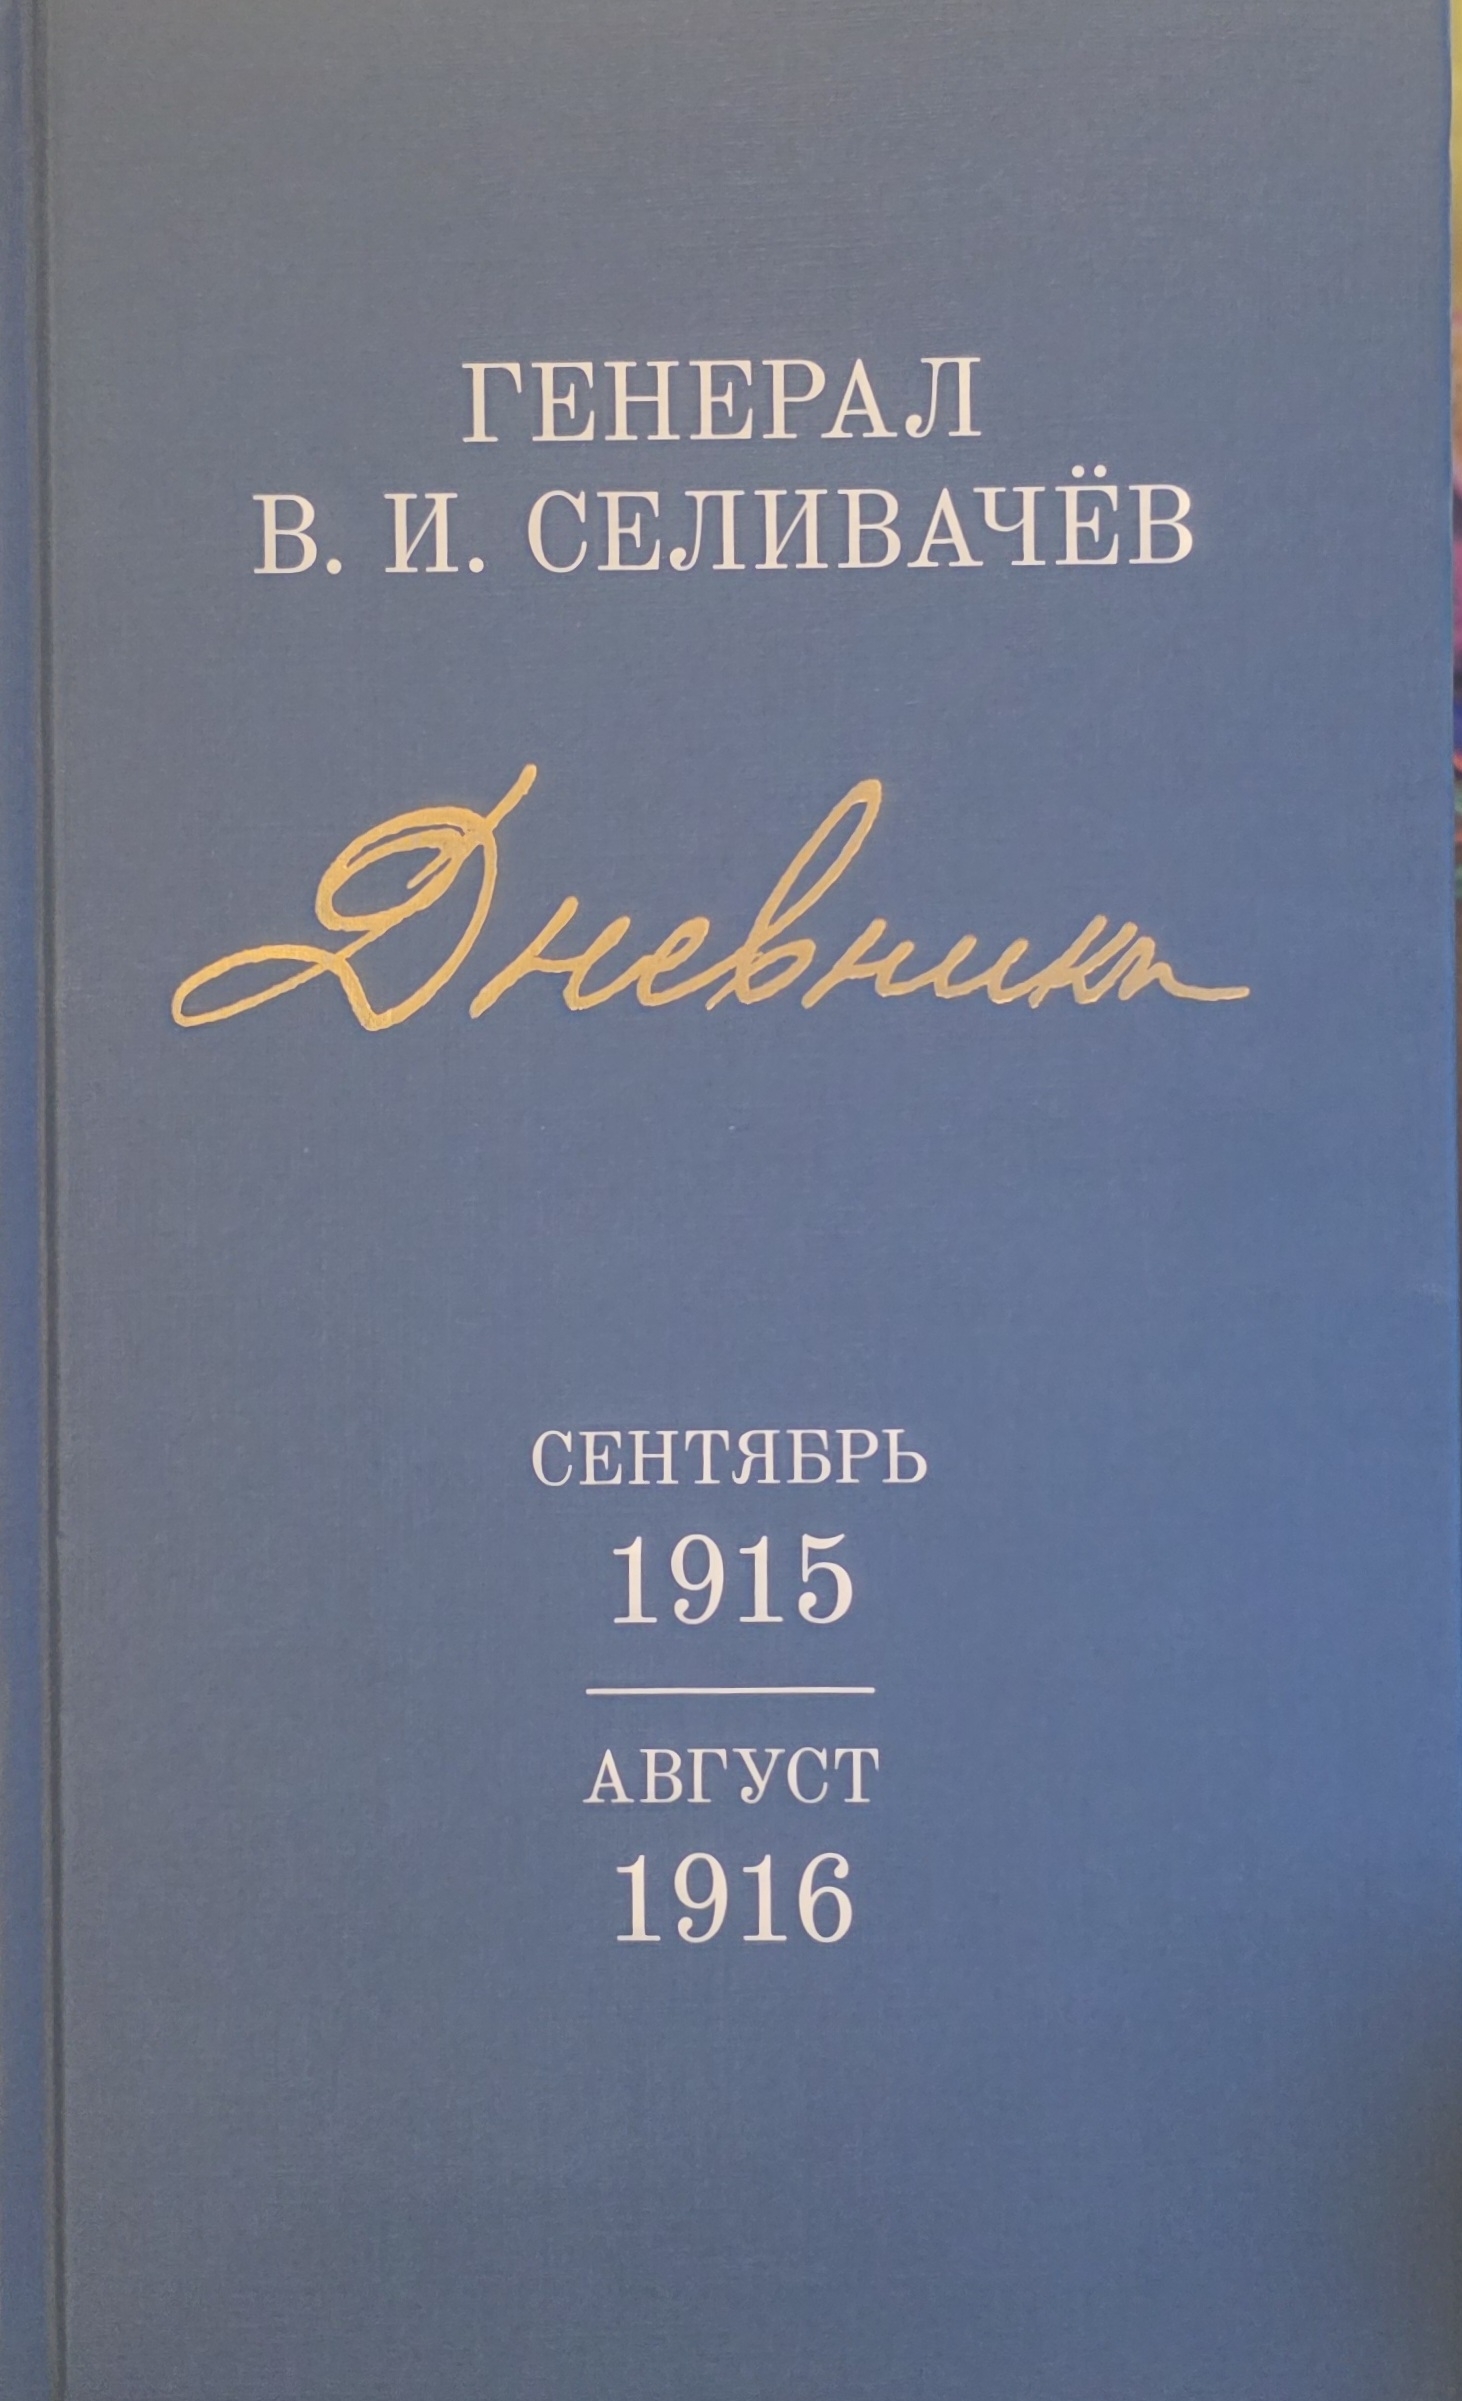 ГЕНЕРАЛ
В. И. СЕЛИВАЧЁВ
Дневникъ
СЕНТЯБРЬ
1915
АВГУСТ
1916